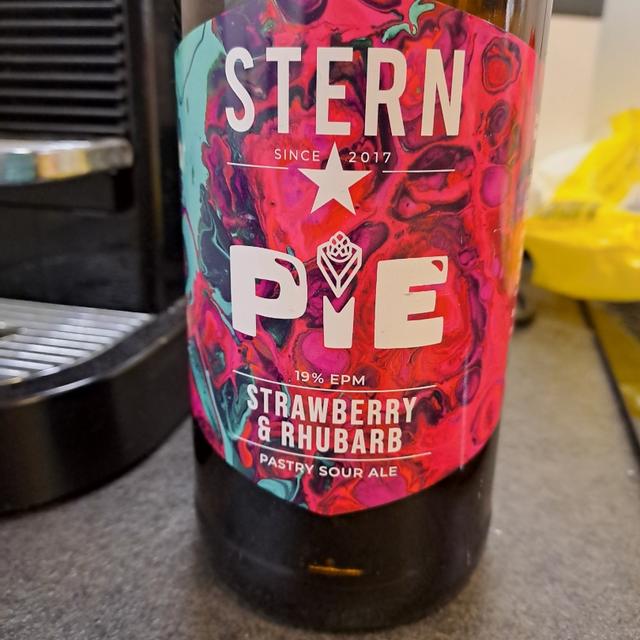 STERN
SINCE 2017
PIE
19% EPM
STRAWBERRY
& RHUBARB
PASTRY SOUR ALE